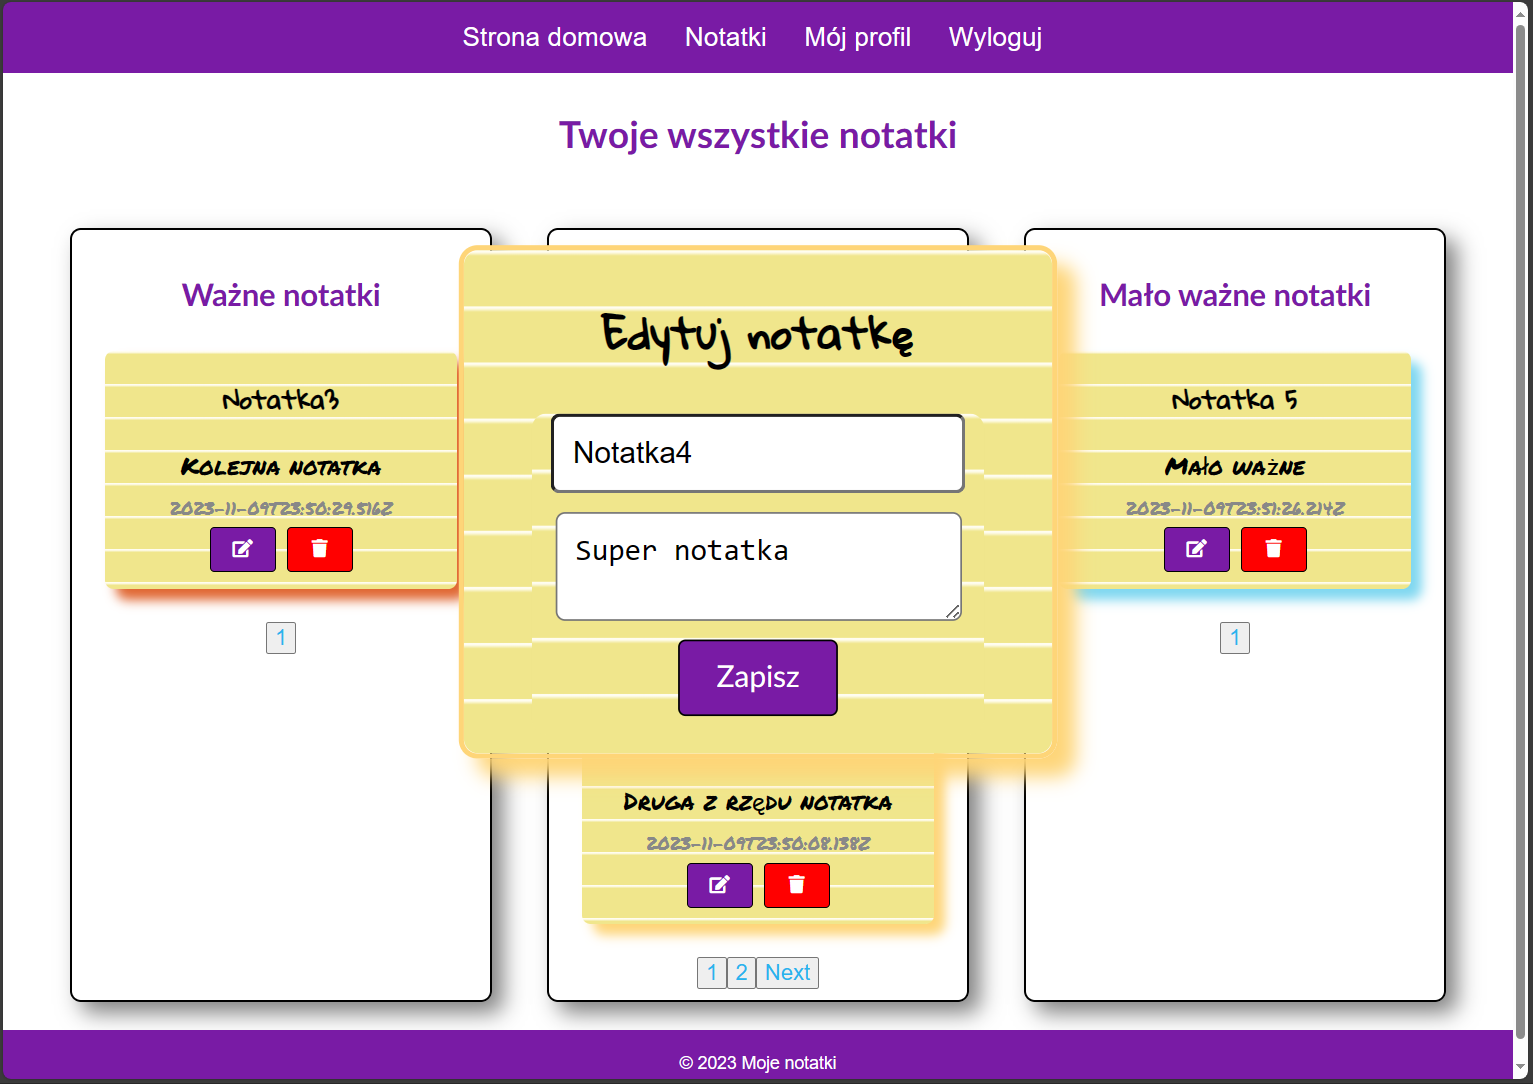 Strona domowa Notatki Mój profil Wyloguj
Twoje wszystkie notatki
Ważne notatki
Notatka3
Kolejna notatka
2023-11-09T23:50:29.516Z
1
Edytuj notatkę
Notatka4
Super notatka
Zapisz
Druga z rzędu notatka
2023-11-09T23:50:08.138Z
1 2 Next
Mało ważne notatki
Notatka 5
Mało ważne
2023-11-09T23:51:26.214Z
1
© 2023 Moje notatki